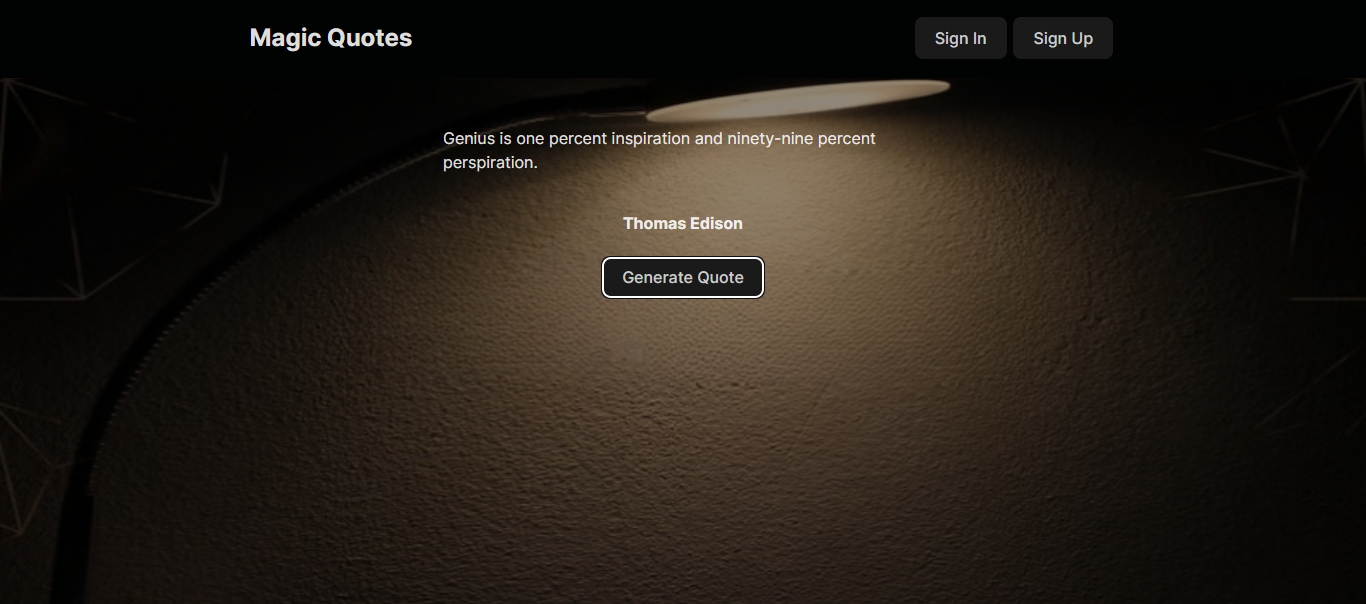 Magic Quotes
Sign In
Sign Up
Genius is one percent inspiration and ninety-nine percent
perspiration.
Thomas Edison
Generate Quote